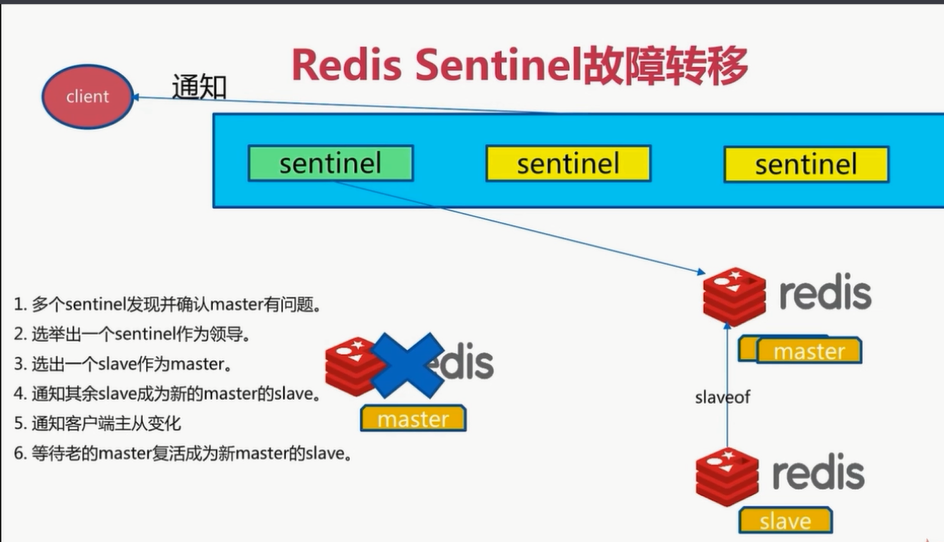 Redis Sentinel故障转移
client
通知
sentinel
sentinel
sentinel
redis
master
1. 多个sentinel发现并确认master有问题。
2. 选举出一个sentinel作为领导。
3. 选出一个slave作为master。
4. 通知其余slave成为新的master的slave。
5. 通知客户端主从变化
6. 等待老的master复活成为新master的slave。
edis
master
slaveof
redis
slave